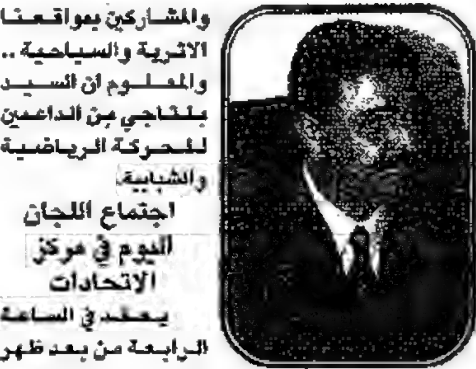 والمشاركين بمواقعنا
الاثرية والسياحية ..
والمعلوم ان السيد
بلتاجي من الداعمين
للحركة الرياضية
والشبابية.
اجتماع اللجان
اليوم في مركز
الاتحادات
يعقد في الساعة
الرابعة من بعد ظهر